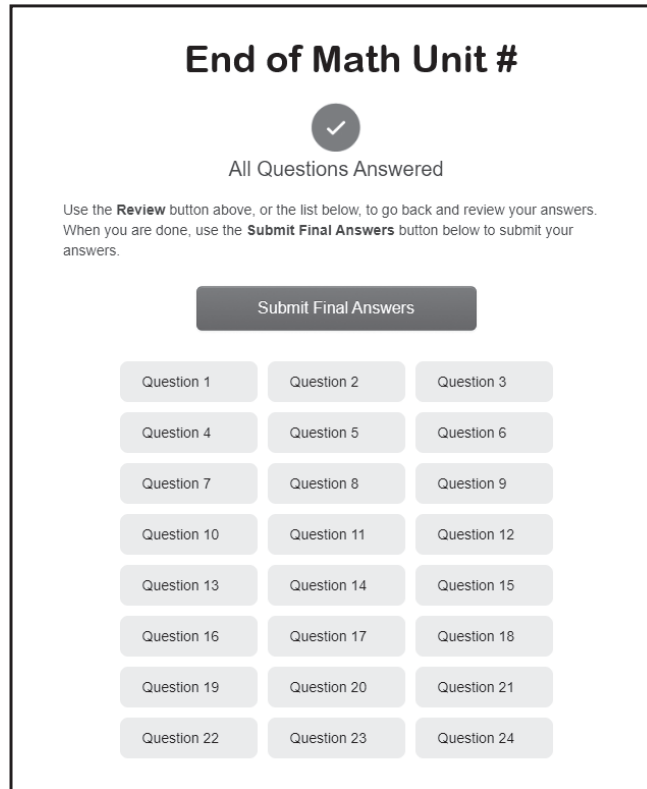 End of Math Unit #
All Questions Answered
Use the Review button above, or the list below, to go back and review your answers.
When you are done, use the Submit Final Answers button below to submit your
answers.
Submit Final Answers
Question 1 Question 2 Question 3
Question 4 Question 5 Question 6
Question 7 Question 8 Question 9
Question 10 Question 11 Question 12
Question 13 Question 14 Question 15
Question 16 Question 17 Question 18
Question 19 Question 20 Question 21
Question 22 Question 23 Question 24